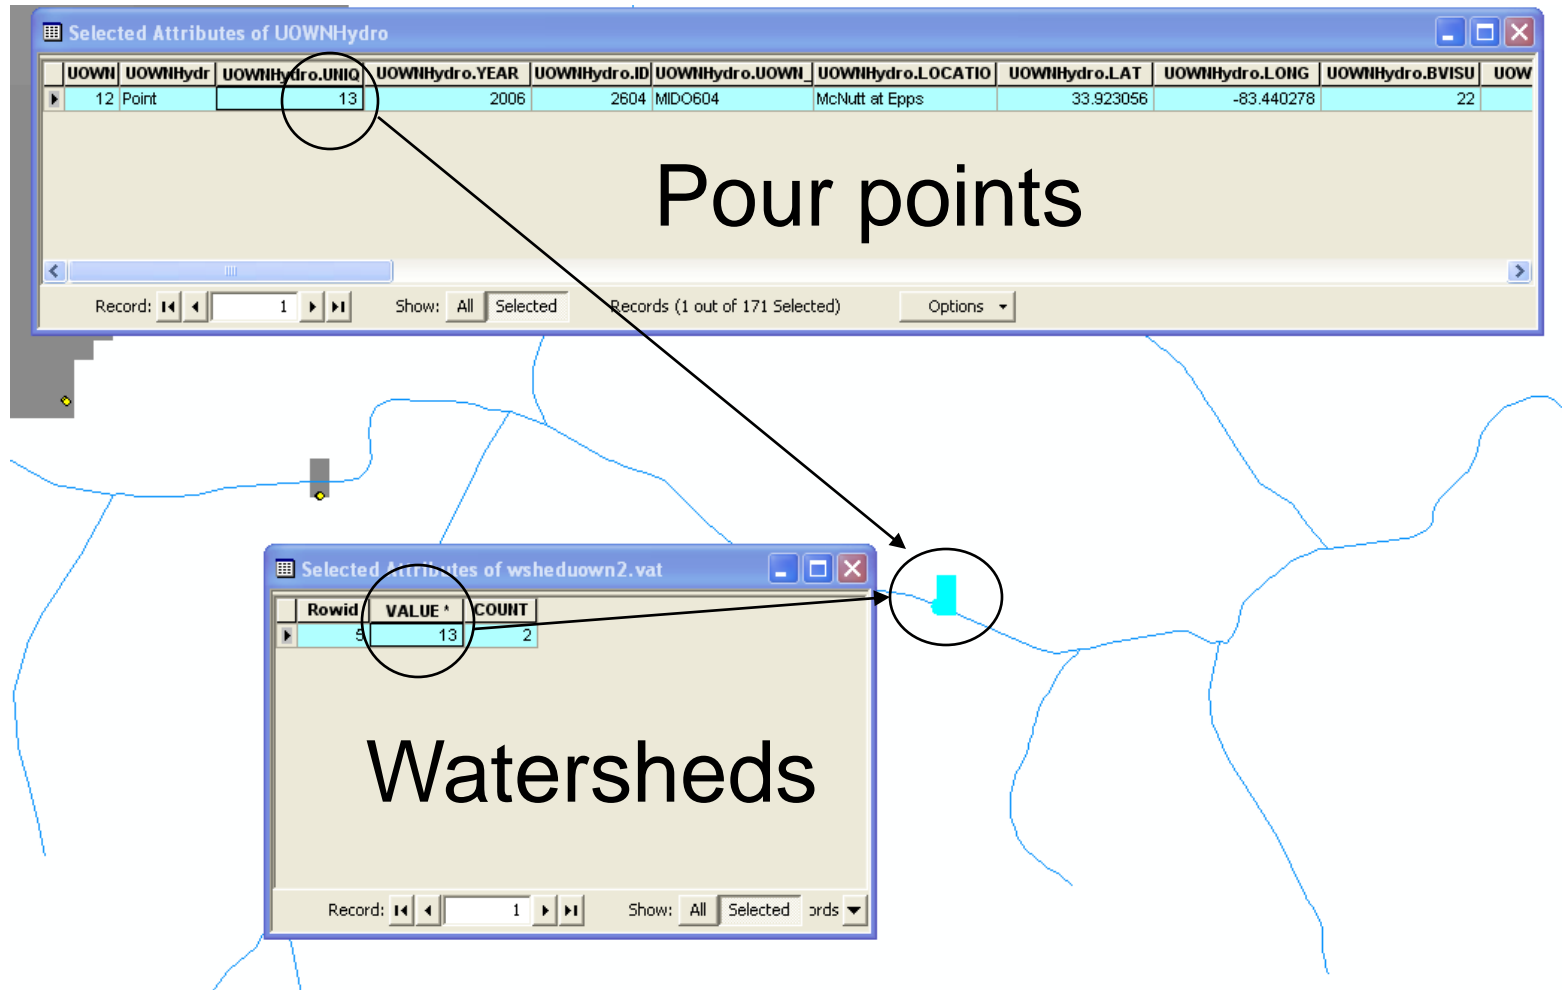 Selected Attributes of UOWNHydro
UOWN UOWNHydr UOWNHydro.UNIQ UOWNHydro.YEAR UOWNHydro.ID UOWNHydro.UOWN_ UOWNHydro.LOCATIO UOWNHydro.LAT UOWNHydro.LONG UOWNHydro.BVISU UOW
12 Point 13 2006 2604 MIDO604 McNutt at Epps 33.923056 -83.440278 22
Pour points
Record: 1 Show: All Selected Records (1 out of 171 Selected) Options
Selected Attributes of wsheduown2.vat
Rowid VALUE * COUNT
5 13 2
Watersheds
Record: 1 Show: All Selected ords